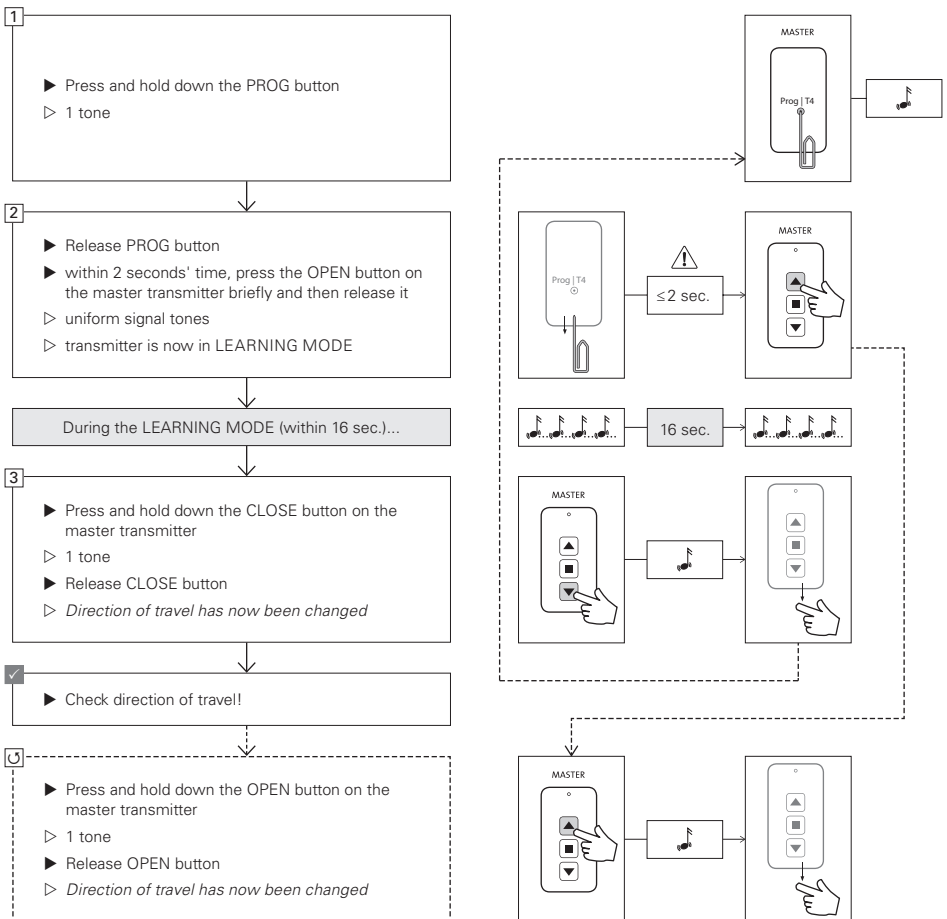 1
▶ Press and hold down the PROG button
▷ 1 tone
MASTER
Prog | T4
2
▶ Release PROG button
▶ within 2 seconds' time, press the OPEN button on
the master transmitter briefly and then release it
▷ uniform signal tones
▷ transmitter is now in LEARNING MODE
Prog | T4
≤2 sec.
MASTER
During the LEARNING MODE (within 16 sec.)...
16 sec.
3
▶ Press and hold down the CLOSE button on the
master transmitter
▷ 1 tone
▶ Release CLOSE button
▷ Direction of travel has now been changed
MASTER
▶ Check direction of travel!
▶ Press and hold down the OPEN button on the
master transmitter
▷ 1 tone
▶ Release OPEN button
▷ Direction of travel has now been changed
MASTER